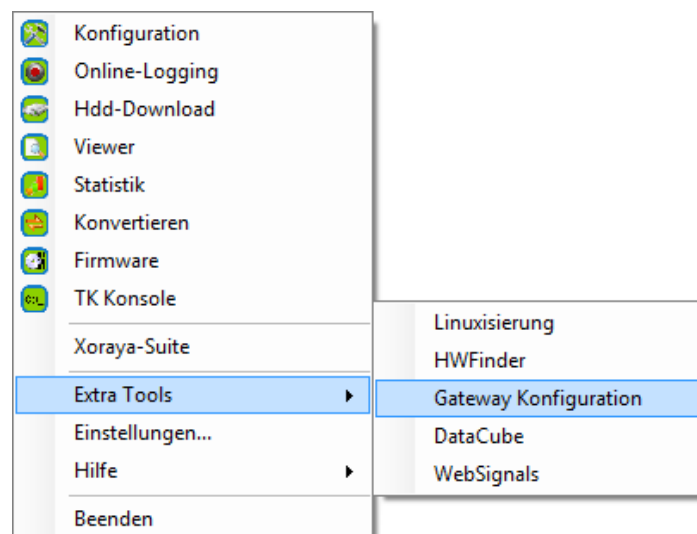 Konfiguration
Online-Logging
Hdd-Download
Viewer
Statistik
Konvertieren
Firmware
TK Konsole
Xoraya-Suite
Extra Tools
Einstellungen...
Hilfe
Beenden
Linuxisierung
HWFinder
Gateway Konfiguration
DataCube
WebSignals